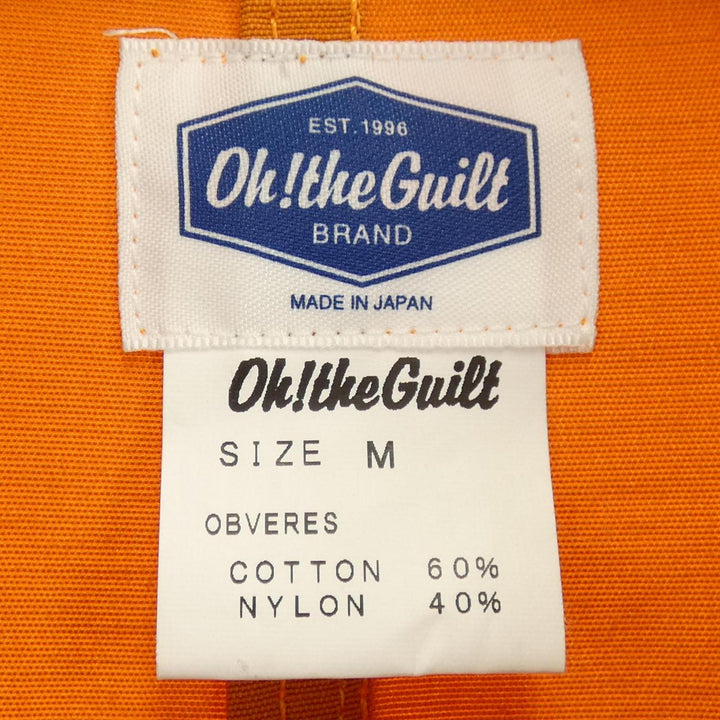 EST.1996
Oh!theGuilt
BRAND
MADE IN JAPAN
Oh!theGuilt
SIZE M
OBVERES
COTTON 60%
NYLON 40%